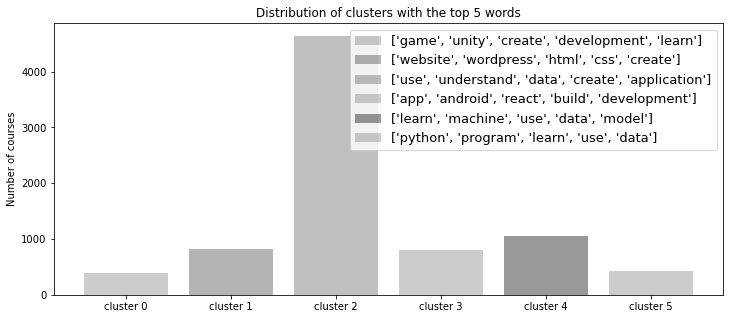 Distribution of clusters with the top 5 words
['game', 'unity', 'create', 'development', 'learn']
['website', 'wordpress', 'html', 'css', 'create']
['use', 'understand', 'data', 'create', 'application']
['app', 'android', 'react', 'build', 'development']
['learn', 'machine', 'use', 'data', 'model']
['python', 'program', 'learn', 'use', 'data']
Number of courses
4000
3000
2000
1000
0
cluster 0
cluster 1
cluster 2
cluster 3
cluster 4
cluster 5